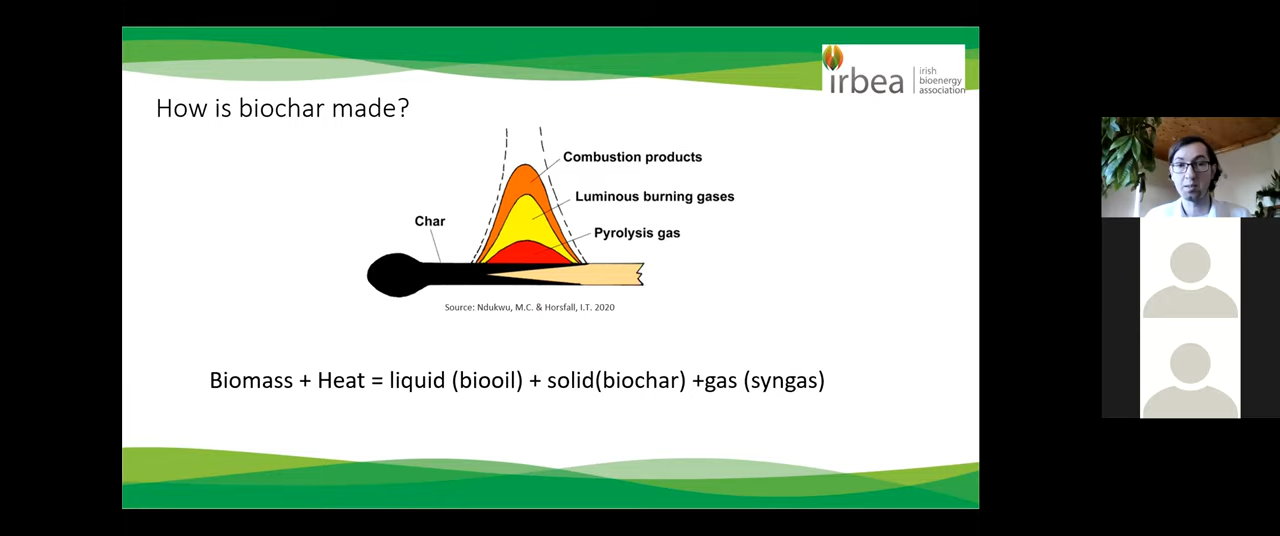 irbea
irish
bioenergy
association
How is biochar made?
Combustion products
Luminous burning gases
Char
Pyrolysis gas
Source: Ndukwu, M.C. & Horsfall, I.T. 2020
Biomass + Heat = liquid (biooil) + solid(biochar) +gas (syngas)